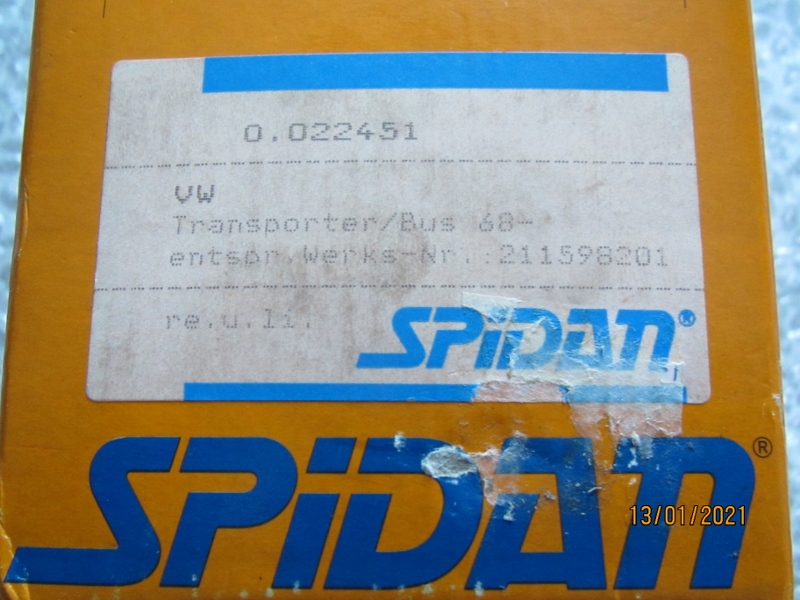 0.022451
VW
Transporter/Bus 68-
entspr.Werks-Nr.:211598201
re.u.li.
SPiDAN®
SPiDAN®
13/01/2021